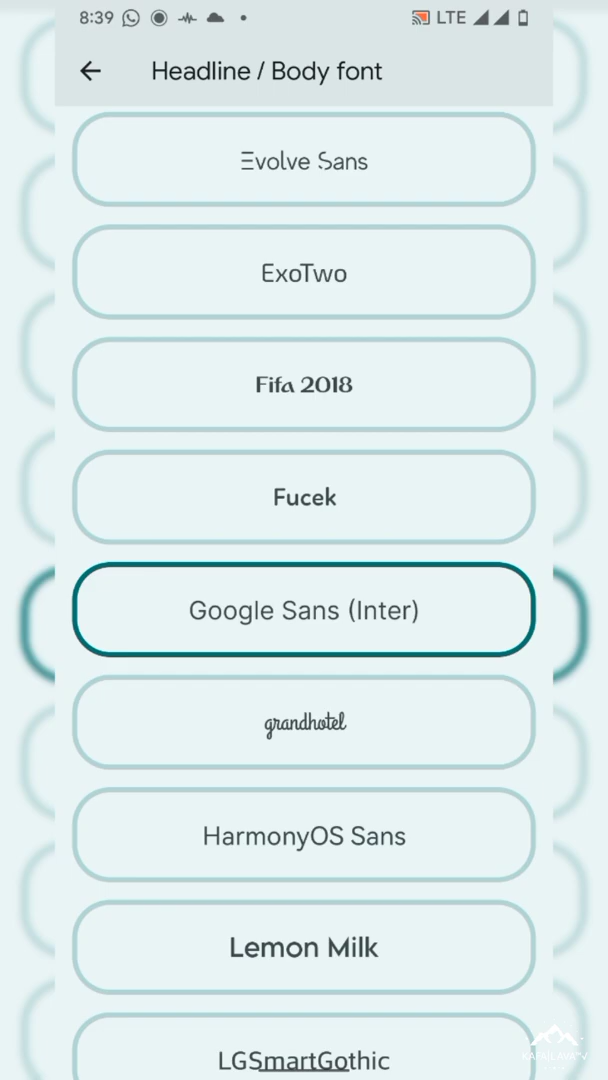 8:39 LTE
Headline / Body font
Evolve Sans
ExoTwo
Fifa 2018
Fucek
Google Sans (Inter)
grandhotel
HarmonyOS Sans
Lemon Milk
LGSmartGothic